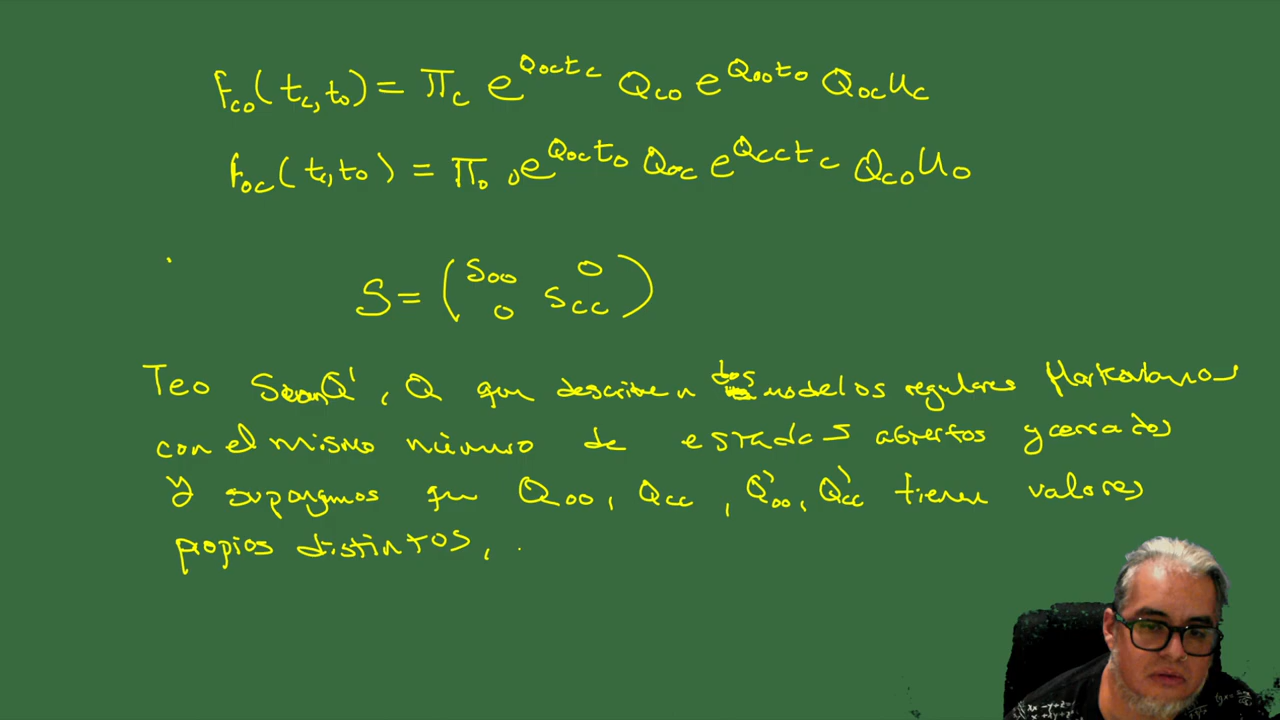 f_co(t_c, t_o) = π_c e^{Q_oc t_c} Q_co e^{Q_oo t_o} Q_oc u_c
f_oc(t_c, t_o) = π_o e^{Q_oc t_o} Q_oc e^{Q_cc t_c} Q_co u_o
S = ( S_oo 0
0 S_cc )
Teo Sean Q', Q que describen dos modelos regulares Markovianos
con el mismo número de estados abiertos y cerrados
y supongamos que Q_oo, Q_cc, Q'_oo, Q'_cc tienen valores
propios distintos,